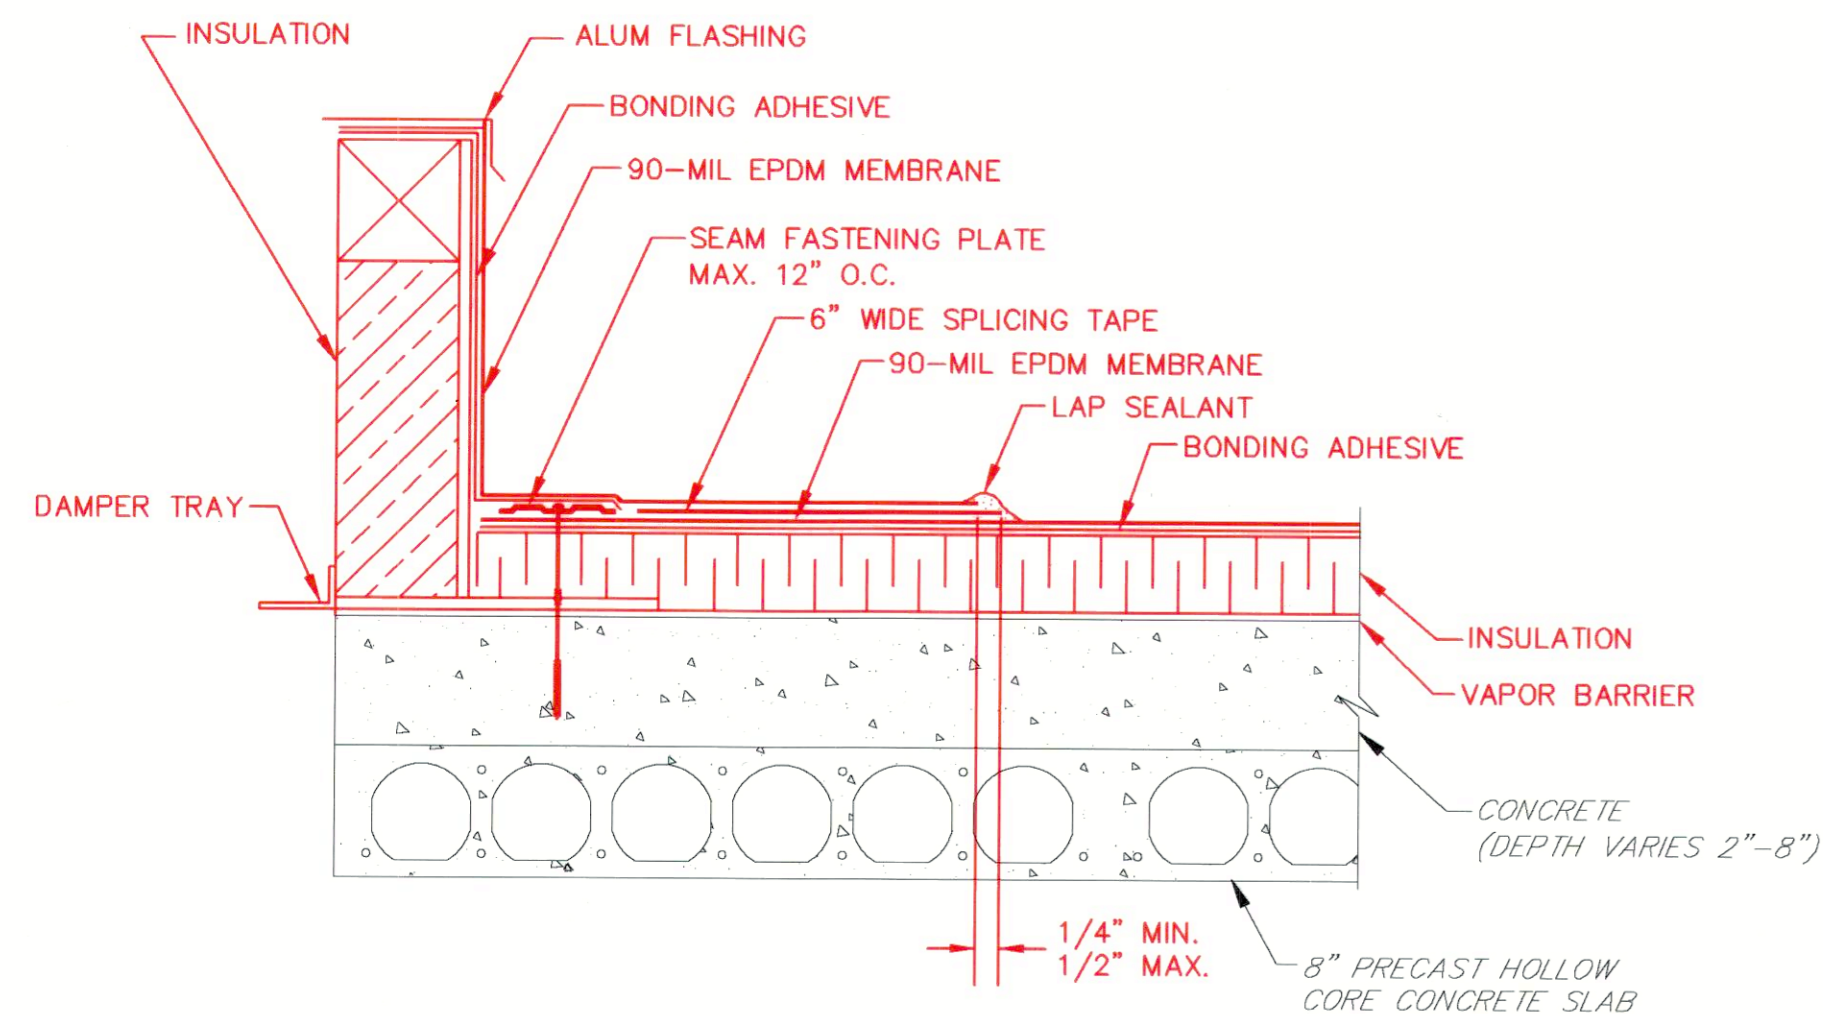 INSULATION
ALUM FLASHING
BONDING ADHESIVE
90-MIL EPDM MEMBRANE
SEAM FASTENING PLATE
MAX. 12" O.C.
6" WIDE SPLICING TAPE
90-MIL EPDM MEMBRANE
LAP SEALANT
BONDING ADHESIVE
DAMPER TRAY
INSULATION
VAPOR BARRIER
CONCRETE
(DEPTH VARIES 2"-8")
1/4" MIN.
1/2" MAX.
8" PRECAST HOLLOW
CORE CONCRETE SLAB